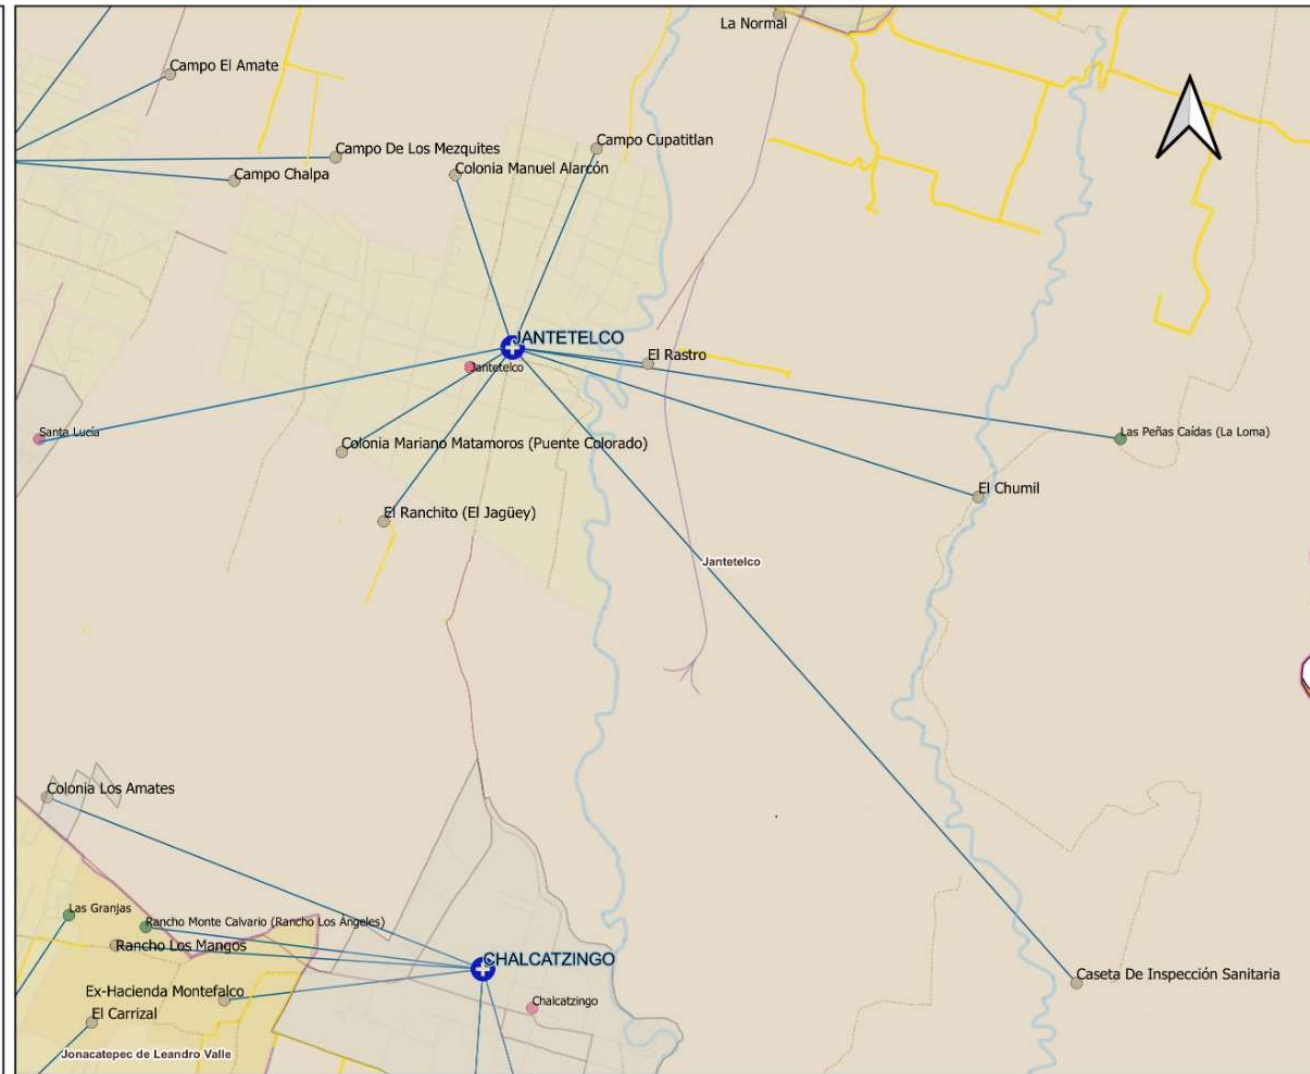 La Normal
Campo El Amate
Campo Cupatitlan
Campo De Los Mezquites
Colonia Manuel Alarcón
Campo Chalpa
JANTETELCO
El Rastro
Jantetelco
Santa Lucía
Las Peñas Caídas (La Loma)
Colonia Mariano Matamoros (Puente Colorado)
El Chumil
El Ranchito (El Jagüey)
Jantetelco
Colonia Los Amates
Las Granjas
Rancho Monte Calvario (Rancho Los Ángeles)
Rancho Los Mangos
CHALCATZINGO
Caseta De Inspección Sanitaria
Ex-Hacienda Montefalco
Chalcatzingo
El Carrizal
Jonacatepec de Leandro Valle